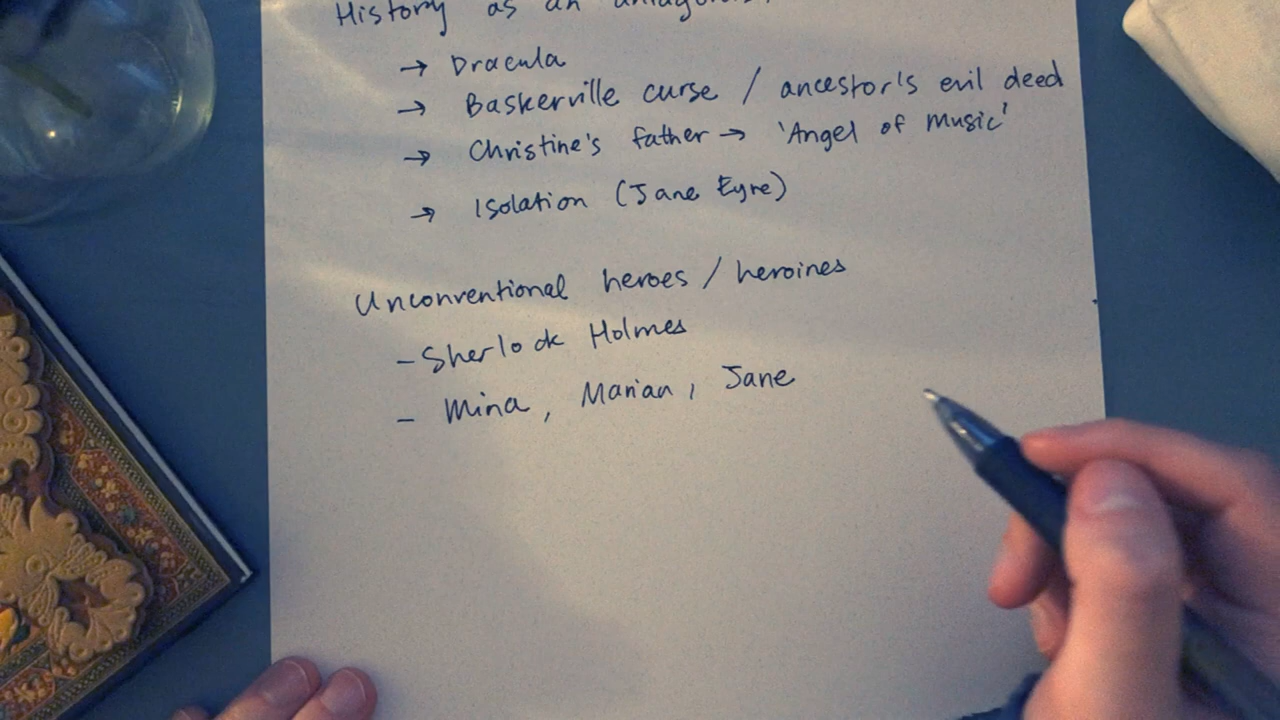 History as an antagonist
→ Dracula
→ Baskerville curse / ancestor's evil deed
→ Christine's father → 'Angel of Music'
→ Isolation (Jane Eyre)
Unconventional heroes / heroines
- Sherlock Holmes
- Mina, Marian, Jane